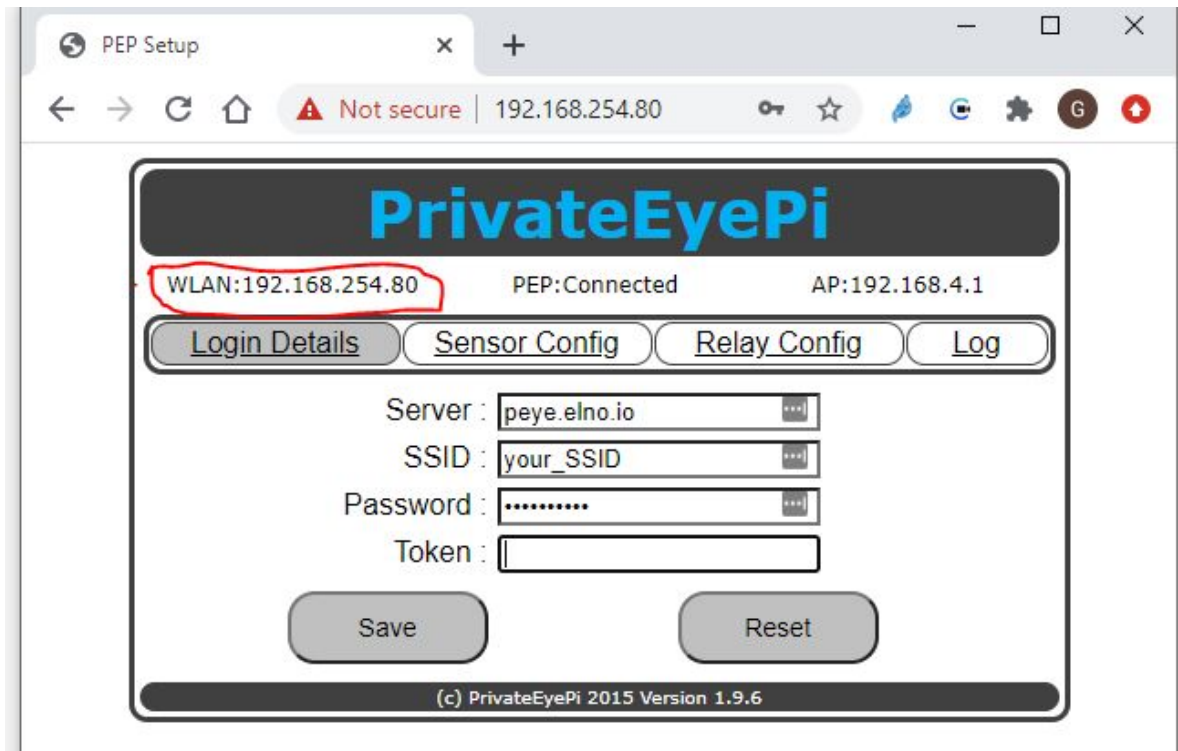 PEP Setup
Not secure | 192.168.254.80
G
PrivateEyePi
WLAN:192.168.254.80 PEP:Connected AP:192.168.4.1
Login Details Sensor Config Relay Config Log
Server : peye.elno.io
SSID : your_SSID
Password : ••••••••••
Token :
Save Reset
(c) PrivateEyePi 2015 Version 1.9.6